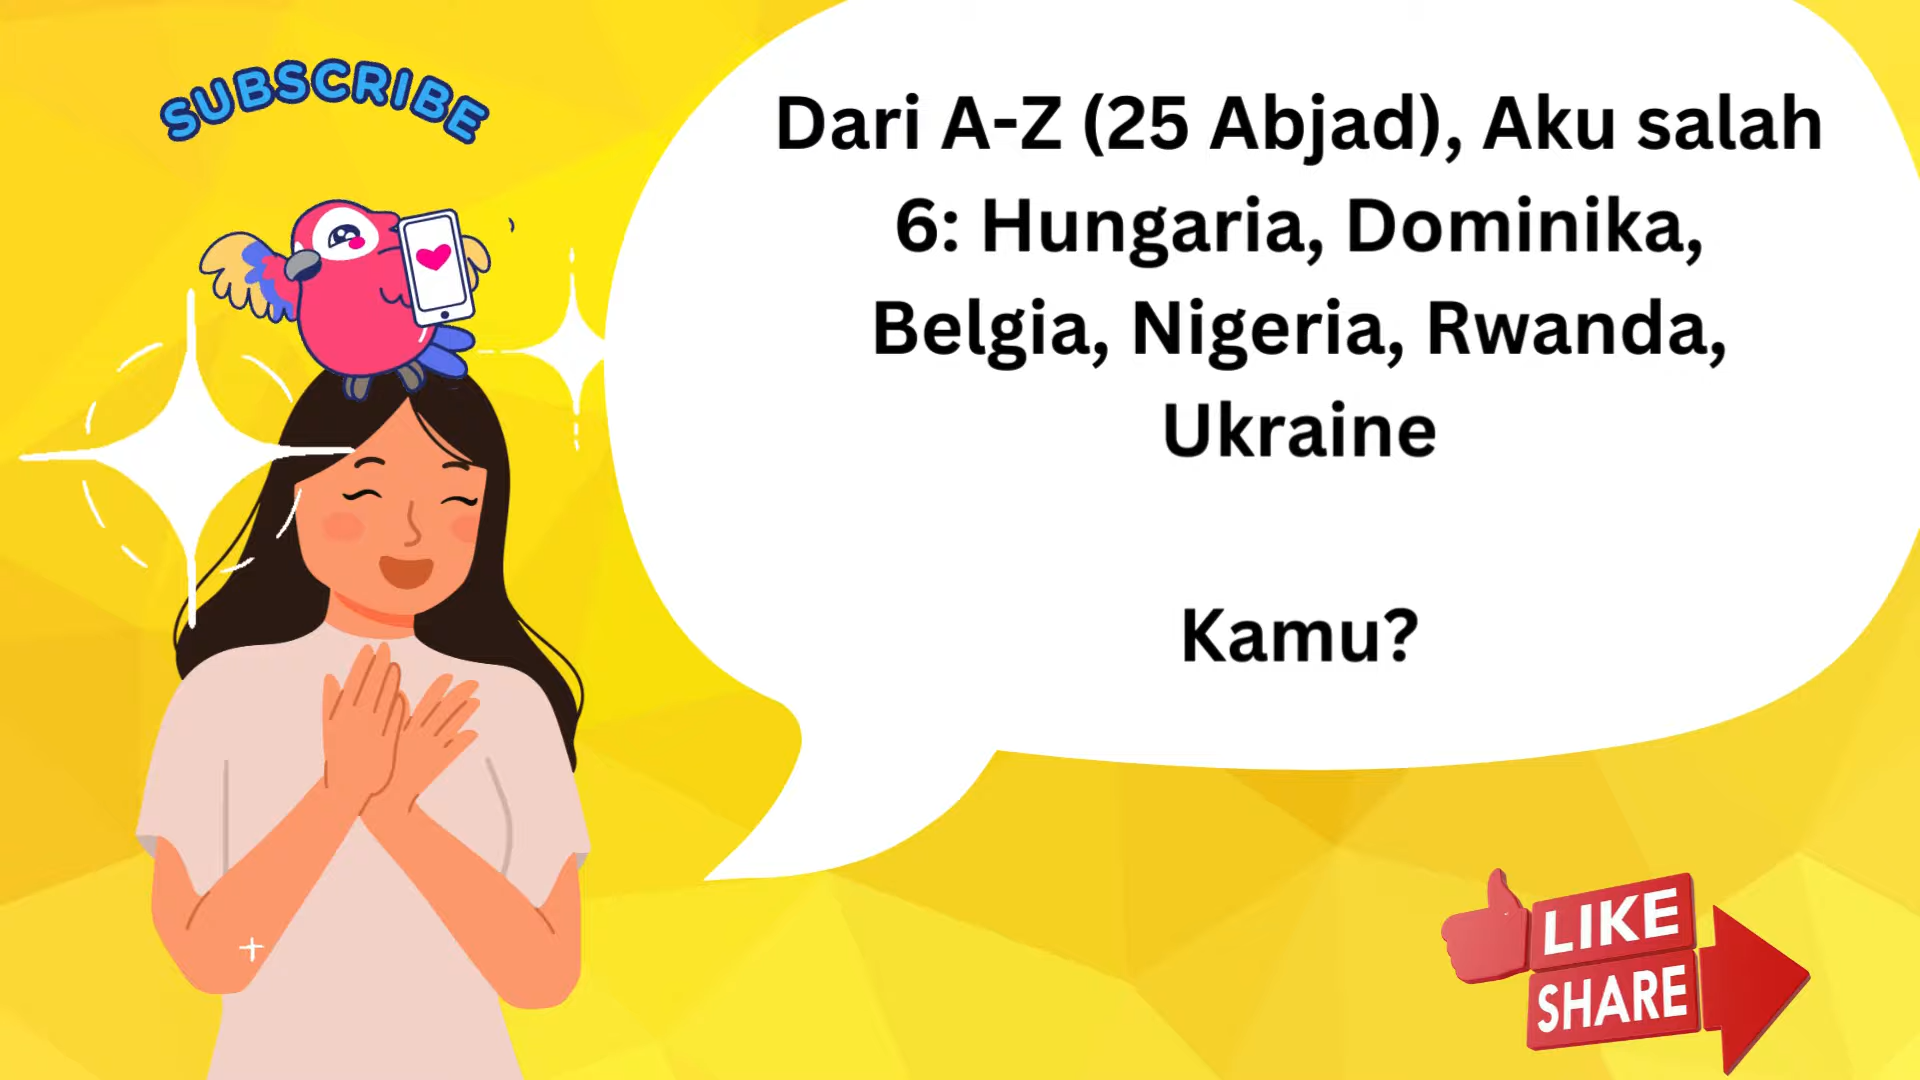 SUBSCRIBE
Dari A-Z (25 Abjad), Aku salah
6: Hungaria, Dominika,
Belgia, Nigeria, Rwanda,
Ukraine
Kamu?
LIKE
SHARE